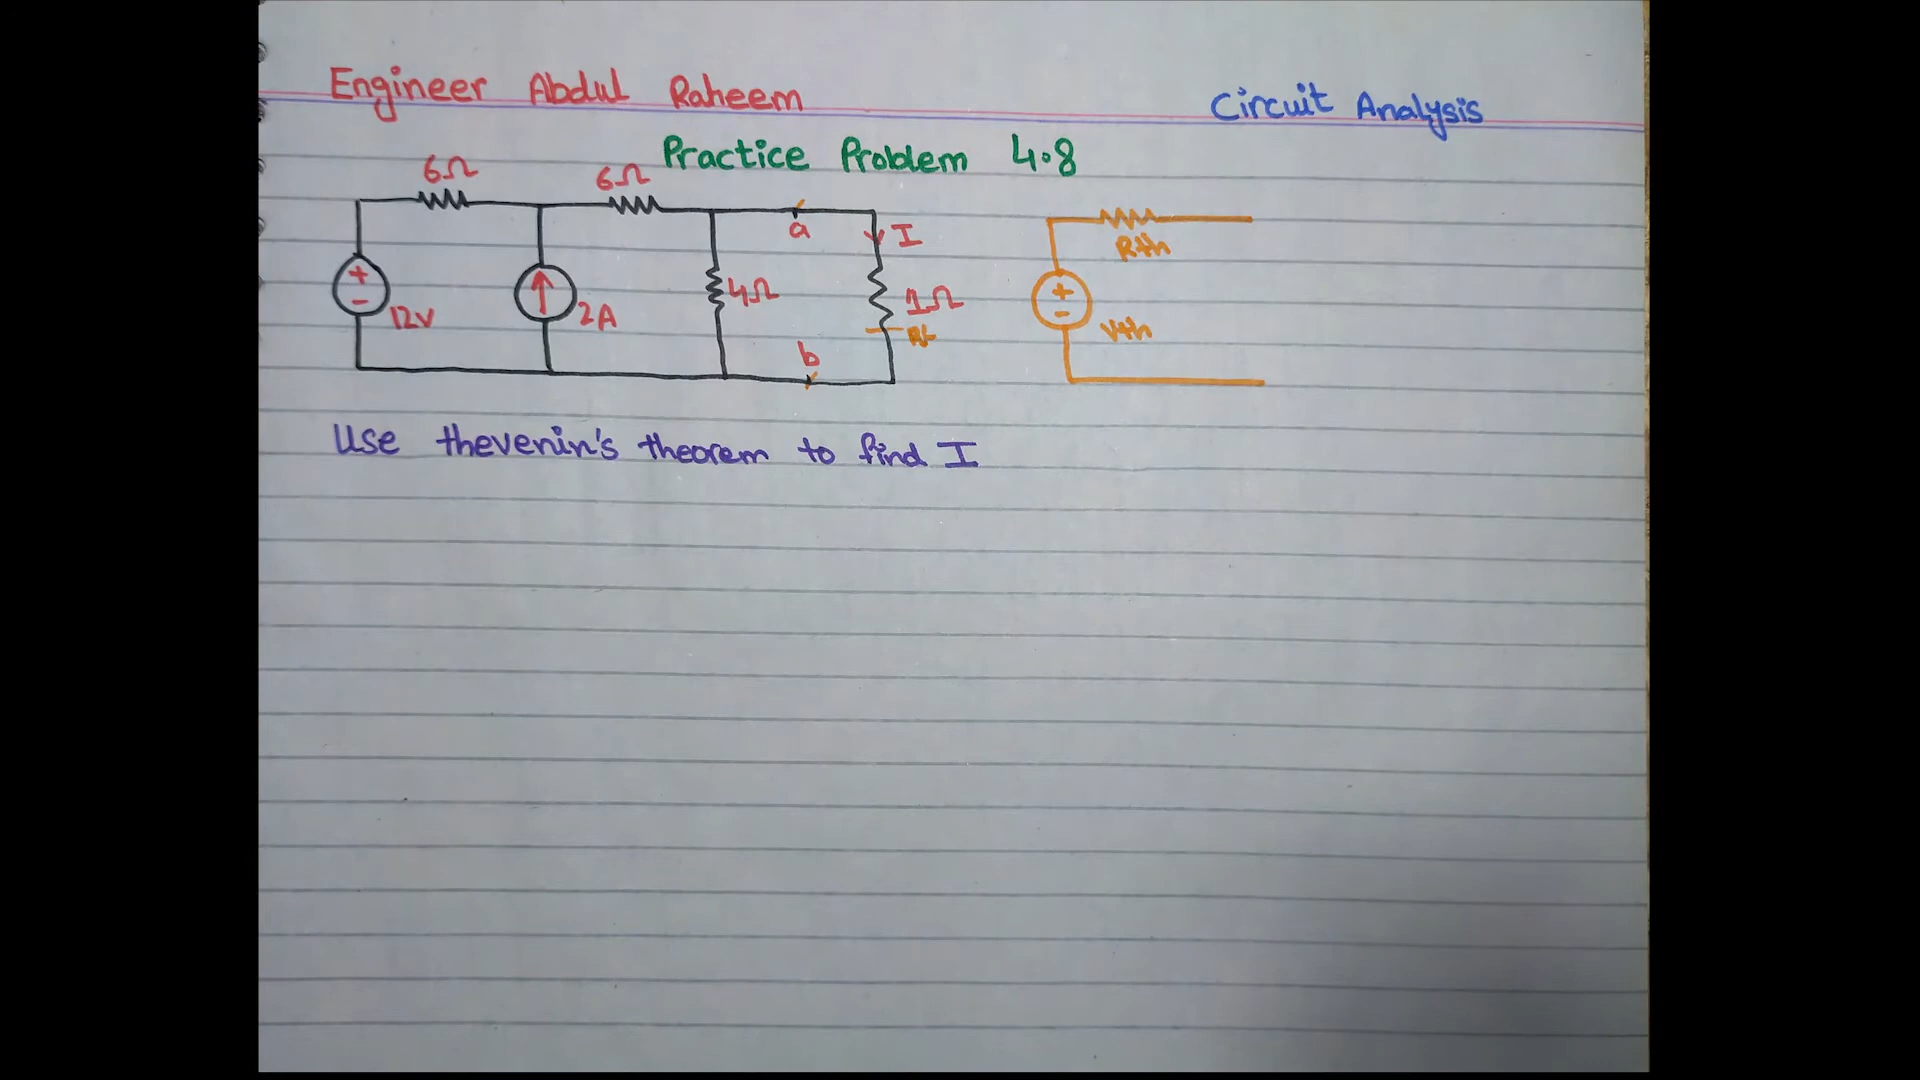 Engineer Abdul Raheem
Circuit Analysis
Practice Problem 4.8
6Ω
6Ω
a
I
Rth
+
-
12v
2A
4Ω
1Ω
RL
+
-
Vth
b
Use thevenin's theorem to find I